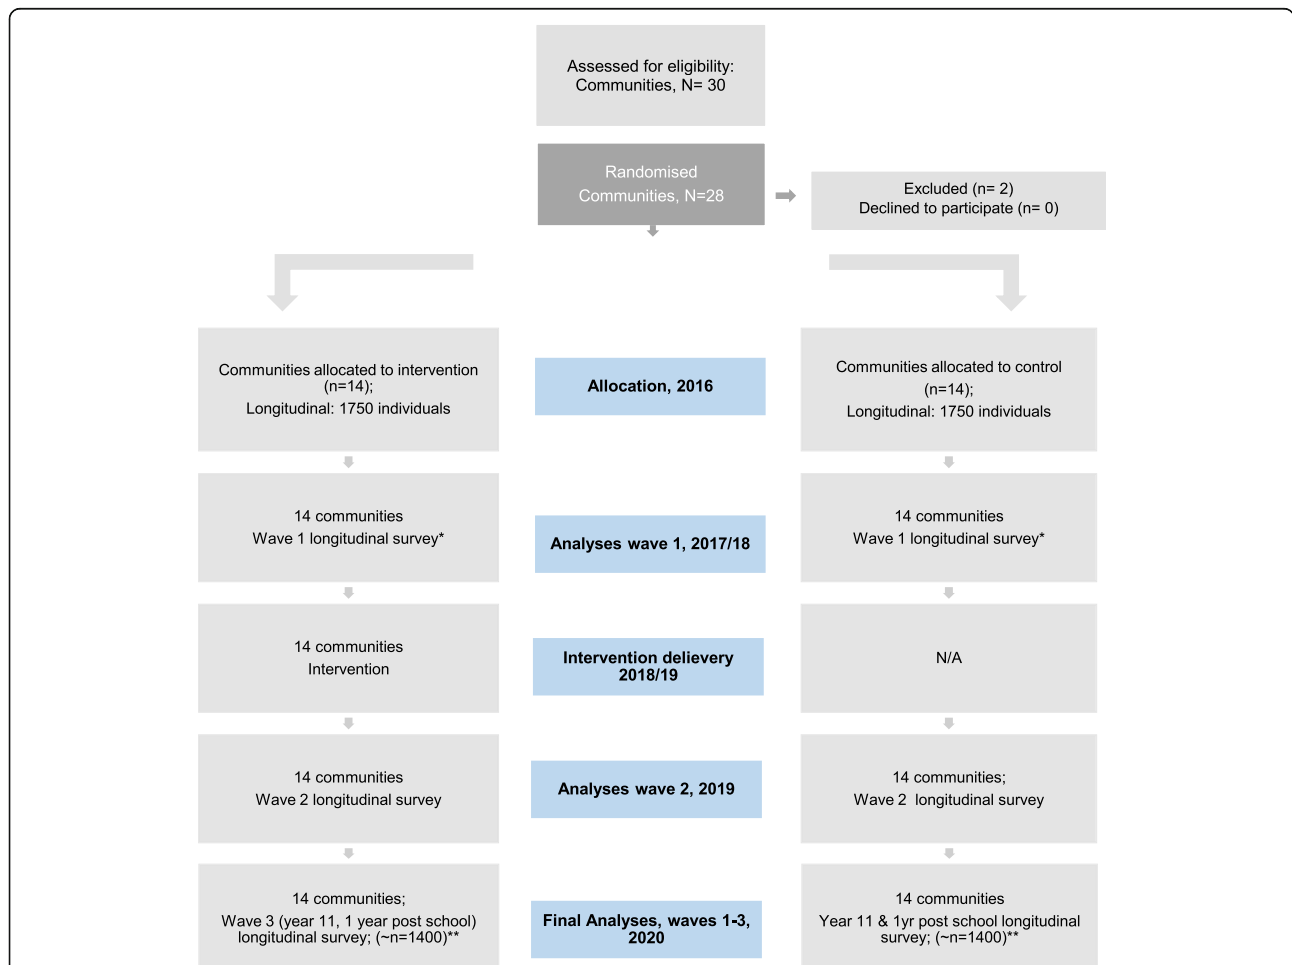 Assessed for eligibility:
Communities, N= 30
Randomised
Communities, N=28
Excluded (n= 2)
Declined to participate (n= 0)
Communities allocated to intervention
(n=14);
Longitudinal: 1750 individuals
Allocation, 2016
Communities allocated to control
(n=14);
Longitudinal: 1750 individuals
14 communities
Wave 1 longitudinal survey*
Analyses wave 1, 2017/18
14 communities
Wave 1 longitudinal survey*
14 communities
Intervention
Intervention delievery
2018/19
N/A
14 communities
Wave 2 longitudinal survey
Analyses wave 2, 2019
14 communities;
Wave 2 longitudinal survey
14 communities;
Wave 3 (year 11, 1 year post school)
longitudinal survey; (~n=1400)**
Final Analyses, waves 1-3,
2020
14 communities
Year 11 & 1yr post school longitudinal
survey; (~n=1400)**